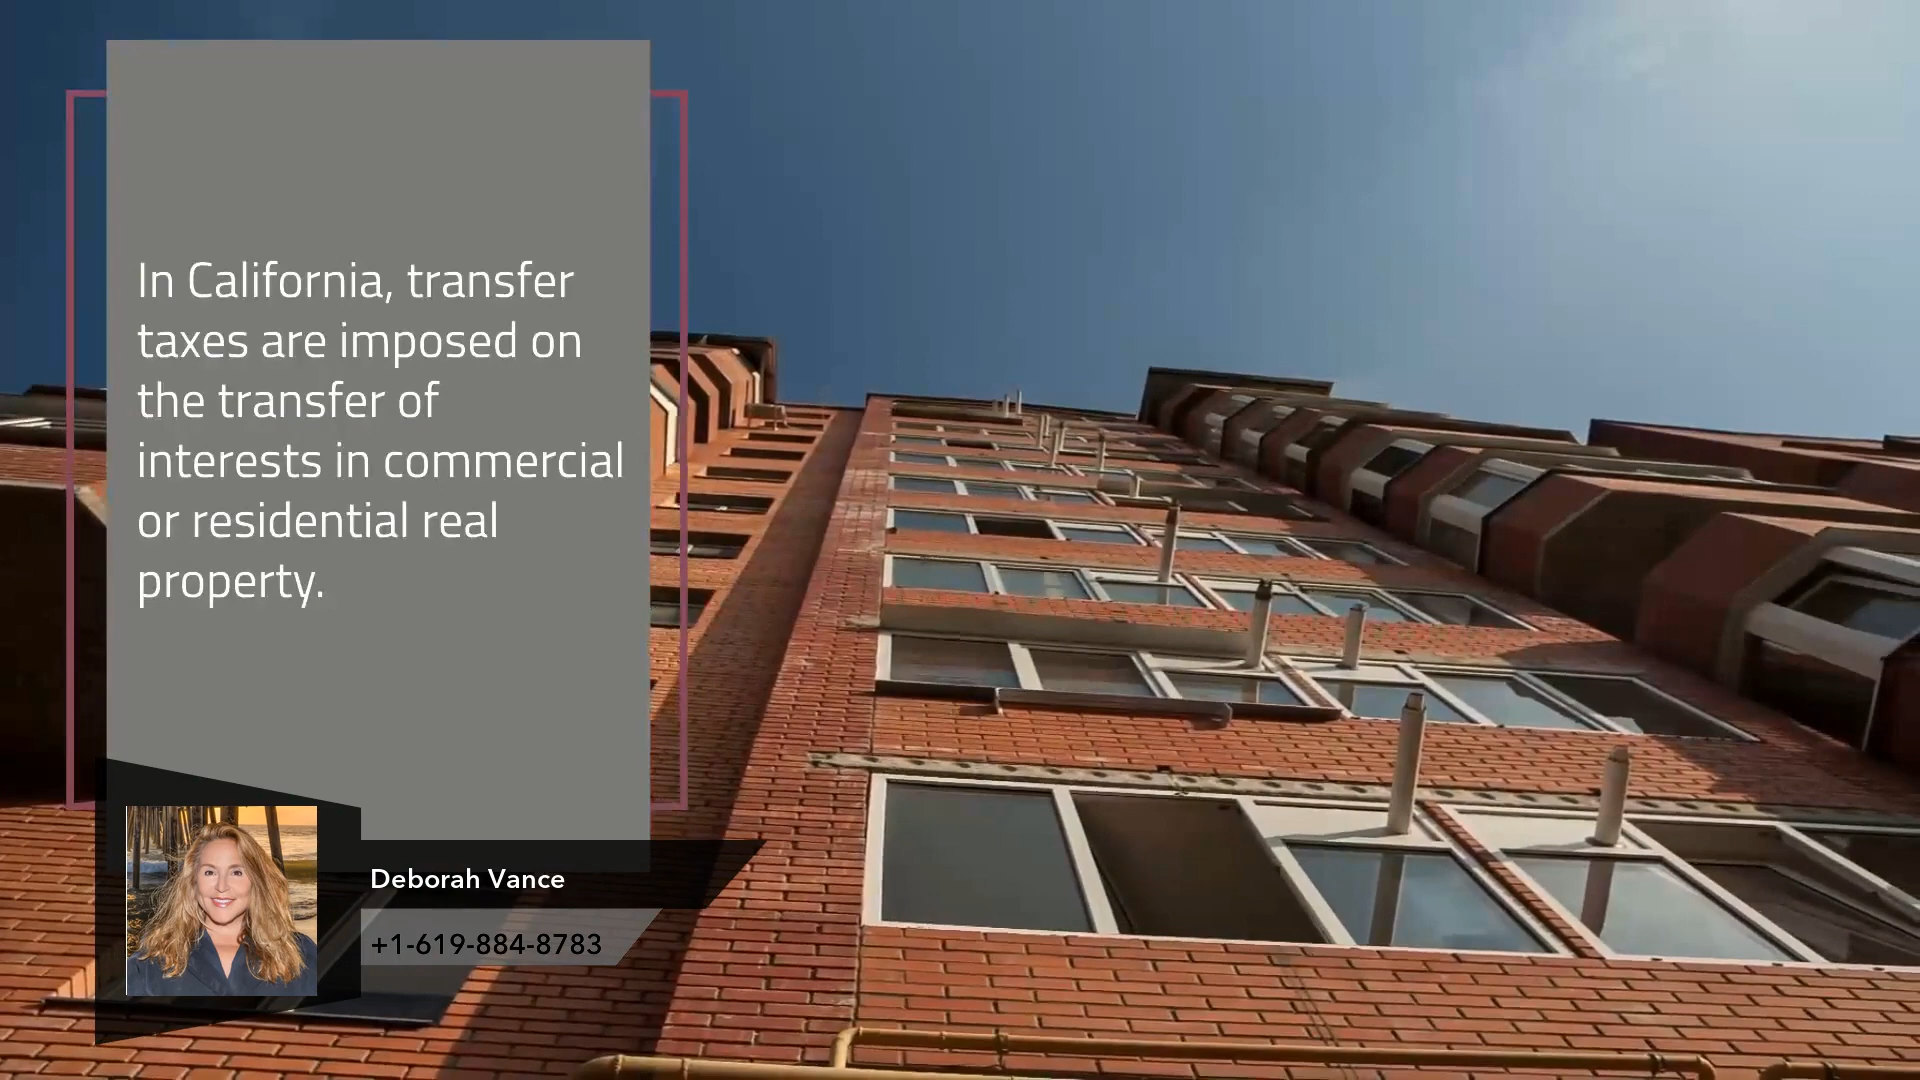 In California, transfer
taxes are imposed on
the transfer of
interests in commercial
or residential real
property.
Deborah Vance
+1-619-884-8783